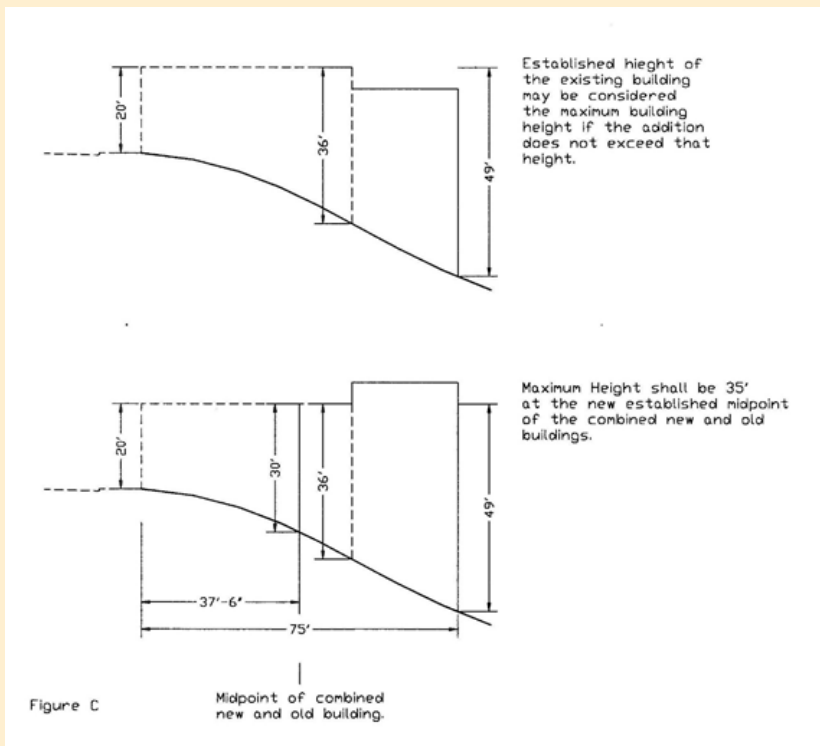 Established hieght of
the existing building
may be considered
the maximum building
height if the addition
does not exceed that
height.
20'
36'
49'
Maximum Height shall be 35'
at the new established midpoint
of the combined new and old
buildings.
20'
30'
36'
49'
37'-6"
75'
Figure C
Midpoint of combined
new and old building.